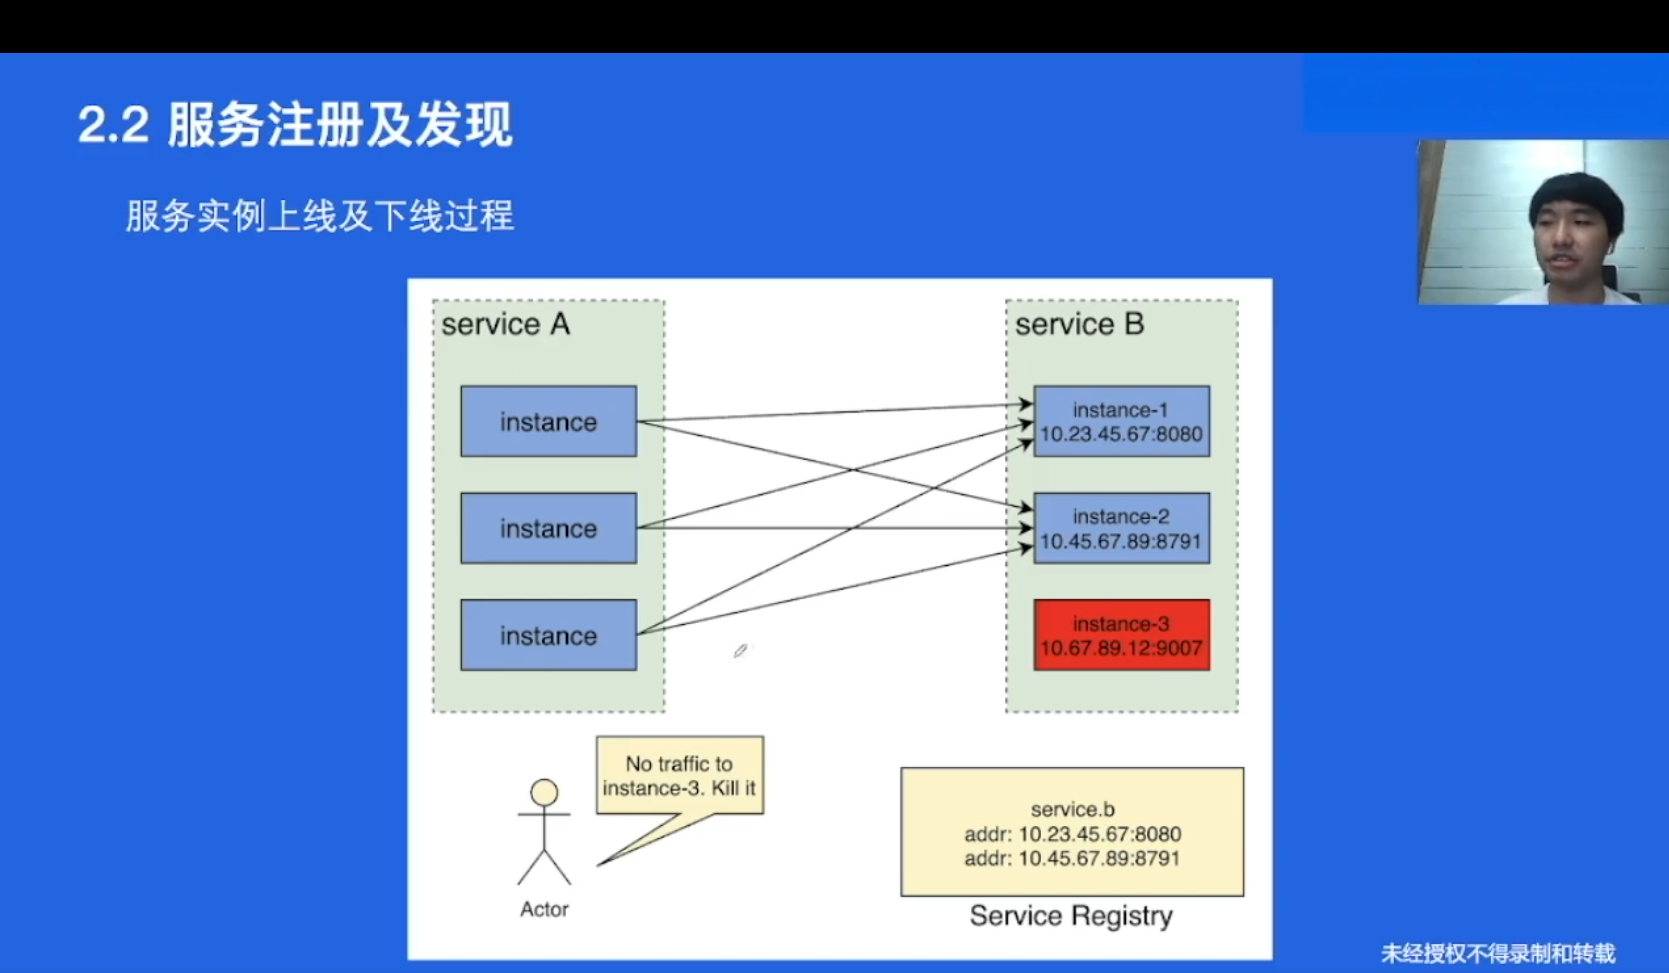 2.2 服务注册及发现
服务实例上线及下线过程
service A
instance
instance
instance
service B
instance-1
10.23.45.67:8080
instance-2
10.45.67.89:8791
instance-3
10.67.89.12:9007
No traffic to
instance-3. Kill it
Actor
service.b
addr: 10.23.45.67:8080
addr: 10.45.67.89:8791
Service Registry
未经授权不得录制和转载